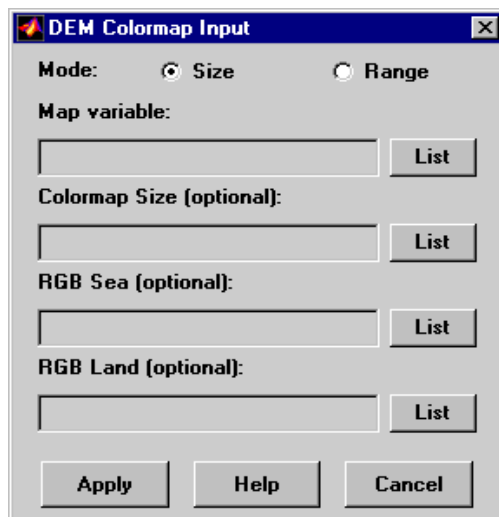 DEM Colormap Input
Mode: Size Range
Map variable:
List
Colormap Size (optional):
List
RGB Sea (optional):
List
RGB Land (optional):
List
Apply Help Cancel